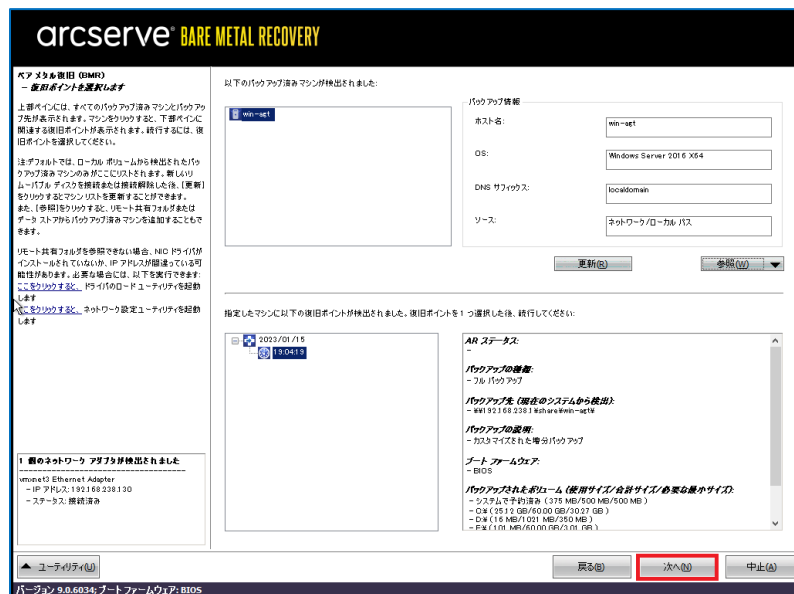 arcserve® BARE METAL RECOVERY
ベア メタル復旧 (BMR)
- 復旧ポイントを選択します
上部ペインには、すべてのバックアップ済みマシンとバックアッ
プ先が表示されます。マシンをクリックすると、下部ペインに
関連する復旧ポイントが表示されます。続行するには、復
旧ポイントを選択してください。
注:デフォルトでは、ローカル ボリュームから検出されたバッ
クアップ済みマシンのみがここにリストされます。新しいリ
ムーバブル ディスクを接続または接続解除した後、[更新]
をクリックするとマシン リストを更新することができます。
また、[参照]をクリックすると、リモート共有フォルダまたは
データ ストアからバックアップ済みマシンを追加することもで
きます。
リモート共有フォルダを参照できない場合、NIC ドライバが
インストールされていないか、IP アドレスが間違っている可
能性があります。必要な場合には、以下を実行できます:
ここをクリックすると、ドライバのロード ユーティリティを起動
します
ここをクリックすると、ネットワーク設定ユーティリティを起動
します
1 個のネットワーク アダプタが検出されました
vmxnet3 Ethernet Adapter
- IP アドレス: 192.168.238.130
- ステータス: 接続済み
以下のバックアップ済みマシンが検出されました:
win-agt
バックアップ情報
ホスト名: win-agt
OS: Windows Server 2016 X64
DNS サフィックス: localdomain
ソース: ネットワーク/ローカル パス
更新(R) 参照(W)
指定したマシンに以下の復旧ポイントが検出されました。復旧ポイントを 1 つ選択した後、続行してください:
2023/01/15
19:04:19
AR ステータス:
-
バックアップの種類:
- フル バックアップ
バックアップ先 (現在のシステムから検出):
- ¥¥192.168.238.1¥share¥win-agt¥
バックアップの説明:
- カスタマイズされた増分バックアップ
ブート ファームウェア:
- BIOS
バックアップされたボリューム (使用サイズ/合計サイズ/必要な最小サイズ):
- システムで予約済み (375 MB/500 MB/500 MB )
- C:¥ ( 25.12 GB/60.00 GB/30.27 GB )
- D:¥ ( 16 MB/1021 MB/350 MB )
- E:¥ ( 101 MB/60.00 GB/3.01 GB )
ユーティリティ(U) 戻る(B) 次へ(N) 中止(A)
バージョン 9.0.6034; ブートファームウェア: BIOS